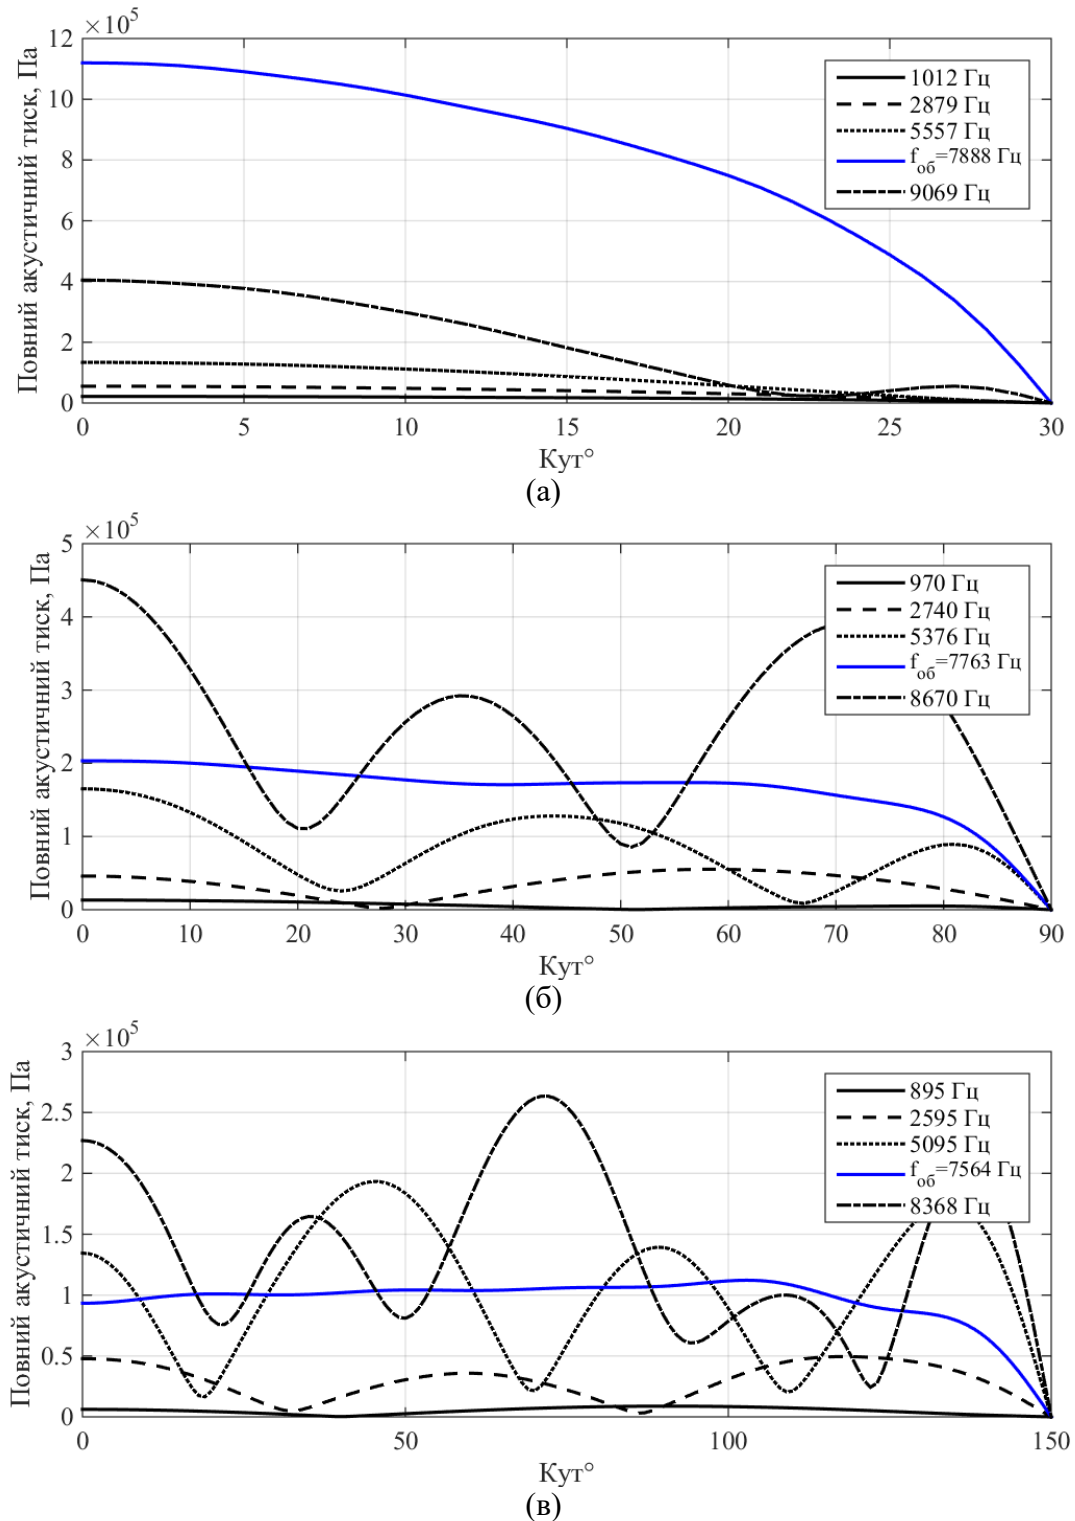 ×10⁵
Повний акустичний тиск, Па
12
10
8
6
4
2
0
0 5 10 15 20 25 30
Кут°
1012 Гц
2879 Гц
5557 Гц
fоб=7888 Гц
9069 Гц
(а)
×10⁵
Повний акустичний тиск, Па
5
4
3
2
1
0
0 10 20 30 40 50 60 70 80 90
Кут°
970 Гц
2740 Гц
5376 Гц
fоб=7763 Гц
8670 Гц
(б)
×10⁵
Повний акустичний тиск, Па
3
2.5
2
1.5
1
0.5
0
0 50 100 150
Кут°
895 Гц
2595 Гц
5095 Гц
fоб=7564 Гц
8368 Гц
(в)